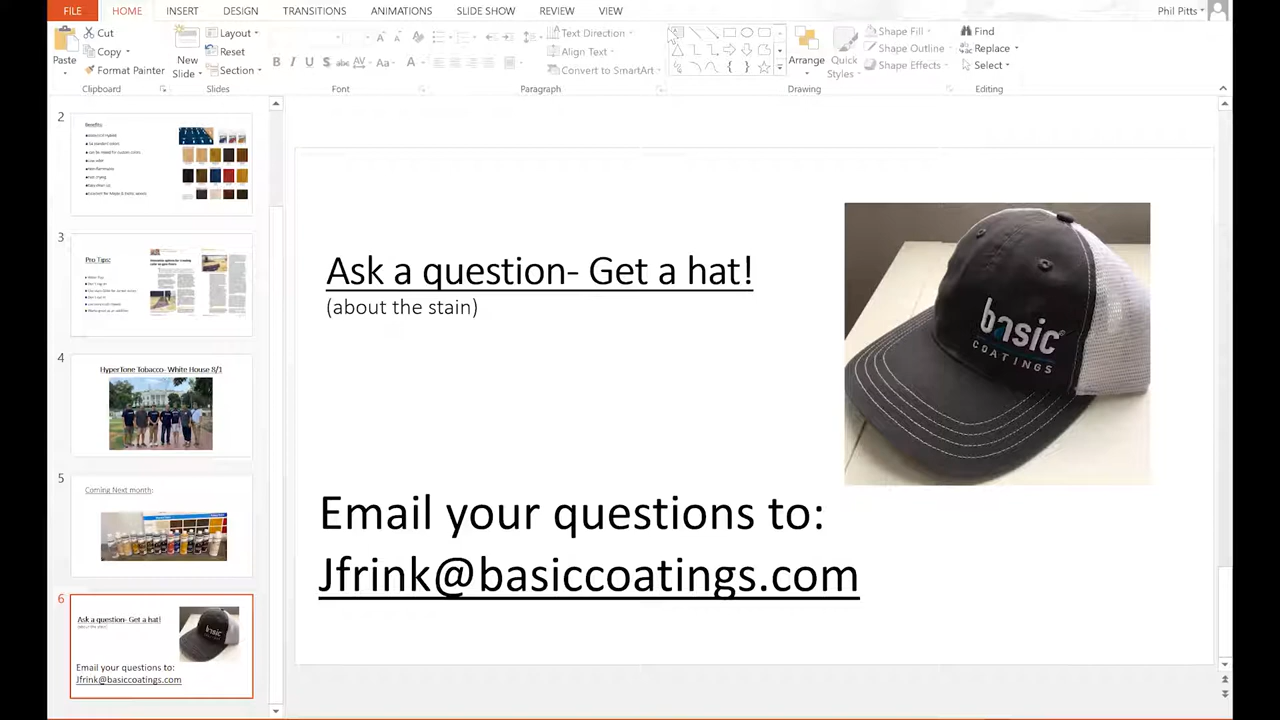 FILE HOME INSERT DESIGN TRANSITIONS ANIMATIONS SLIDE SHOW REVIEW VIEW Phil Pitts
Paste
Cut
Copy
Format Painter
Clipboard
New
Slide
Layout
Reset
Section
Slides
B I U S abc AV Aa A
Font
Text Direction
Align Text
Convert to SmartArt
Paragraph
Arrange
Quick
Styles
Shape Fill
Shape Outline
Shape Effects
Drawing
Find
Replace
Select
Editing
2
Benefits:
3
Pro Tips:
4
HyperTone Tobacco- White House 8/1
5
Coming Next month:
6
Ask a question- Get a hat!
Email your questions to:
Jfrink@basiccoatings.com
Ask a question- Get a hat!
(about the stain)
basic
COATINGS
Email your questions to:
Jfrink@basiccoatings.com